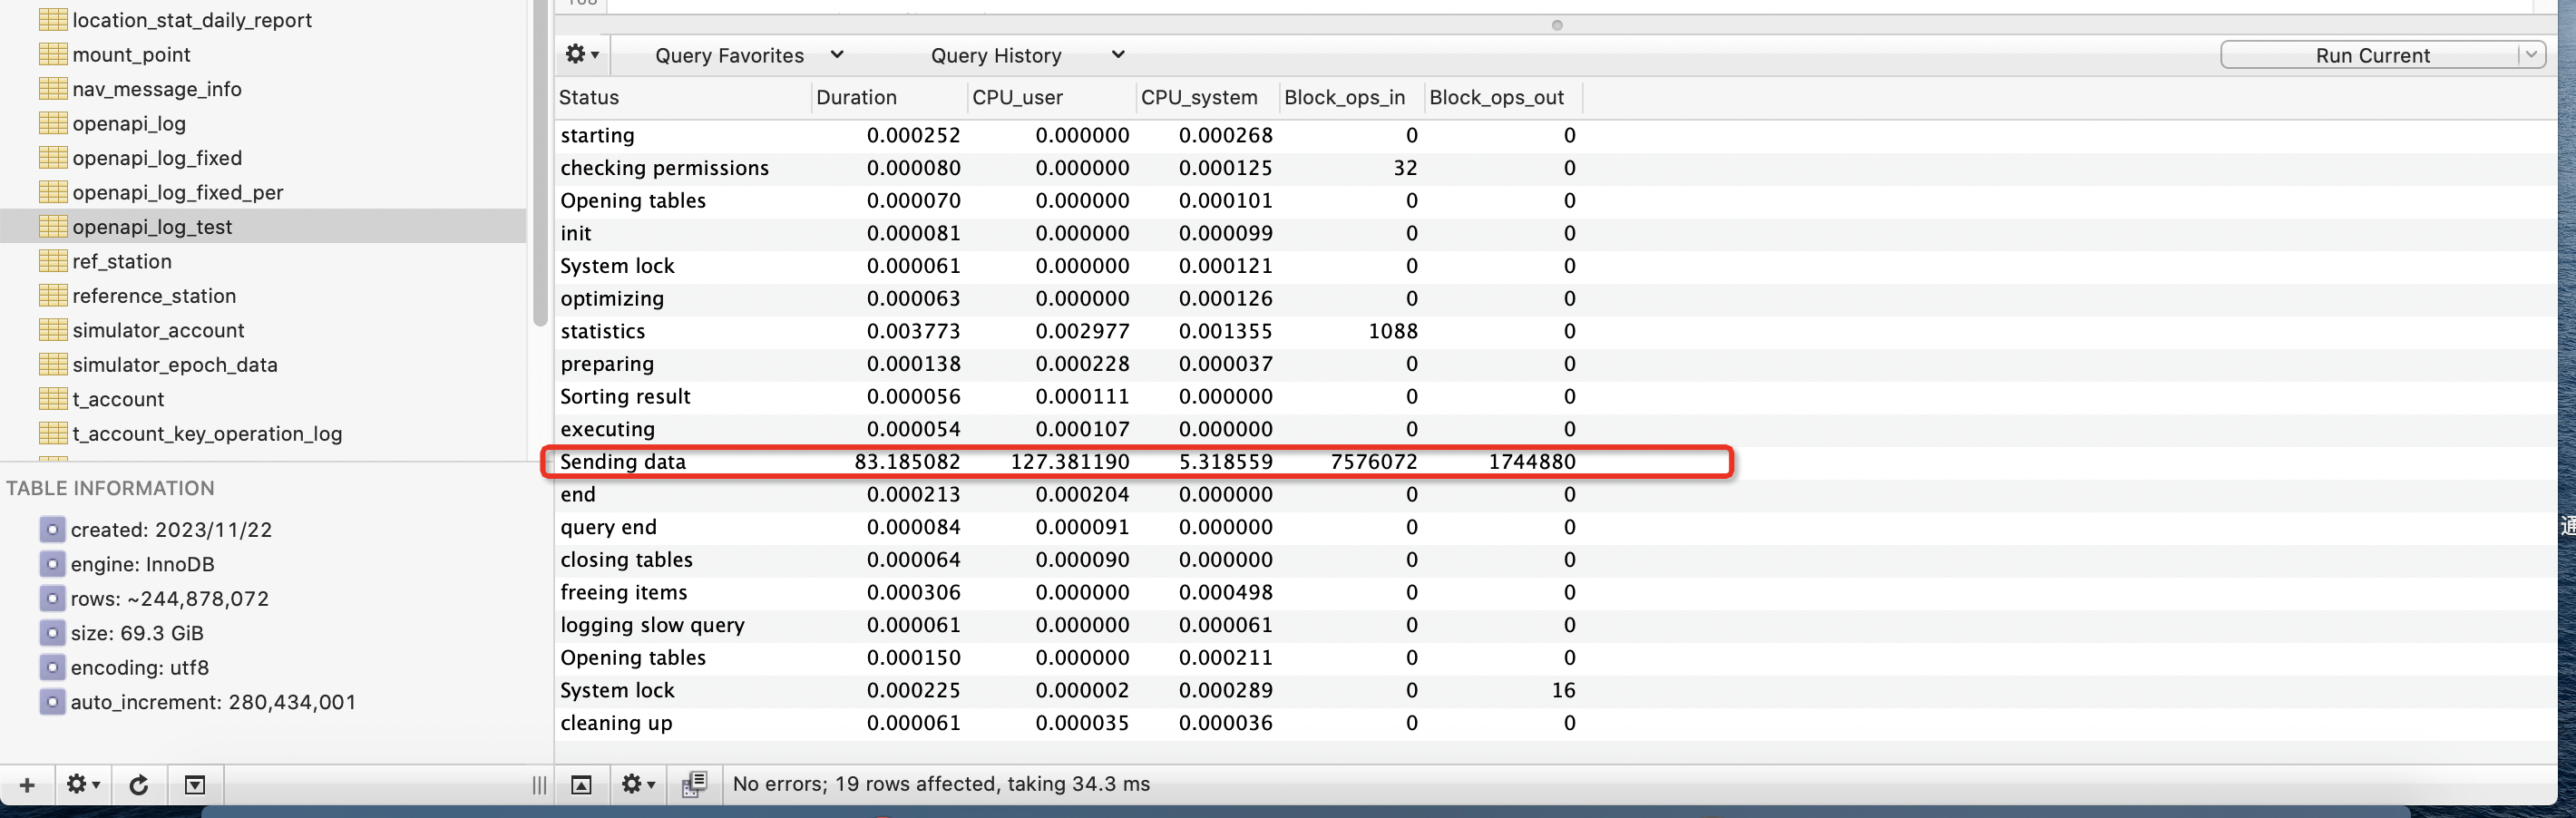 location_stat_daily_report
mount_point
nav_message_info
openapi_log
openapi_log_fixed
openapi_log_fixed_per
openapi_log_test
ref_station
reference_station
simulator_account
simulator_epoch_data
t_account
t_account_key_operation_log
TABLE INFORMATION
created: 2023/11/22
engine: InnoDB
rows: ~244,878,072
size: 69.3 GiB
encoding: utf8
auto_increment: 280,434,001
Query Favorites Query History Run Current
Status Duration CPU_user CPU_system Block_ops_in Block_ops_out
starting 0.000252 0.000000 0.000268 0 0
checking permissions 0.000080 0.000000 0.000125 32 0
Opening tables 0.000070 0.000000 0.000101 0 0
init 0.000081 0.000000 0.000099 0 0
System lock 0.000061 0.000000 0.000121 0 0
optimizing 0.000063 0.000000 0.000126 0 0
statistics 0.003773 0.002977 0.001355 1088 0
preparing 0.000138 0.000228 0.000037 0 0
Sorting result 0.000056 0.000111 0.000000 0 0
executing 0.000054 0.000107 0.000000 0 0
Sending data 83.185082 127.381190 5.318559 7576072 1744880
end 0.000213 0.000204 0.000000 0 0
query end 0.000084 0.000091 0.000000 0 0
closing tables 0.000064 0.000090 0.000000 0 0
freeing items 0.000306 0.000000 0.000498 0 0
logging slow query 0.000061 0.000000 0.000061 0 0
Opening tables 0.000150 0.000000 0.000211 0 0
System lock 0.000225 0.000002 0.000289 0 16
cleaning up 0.000061 0.000035 0.000036 0 0
No errors; 19 rows affected, taking 34.3 ms